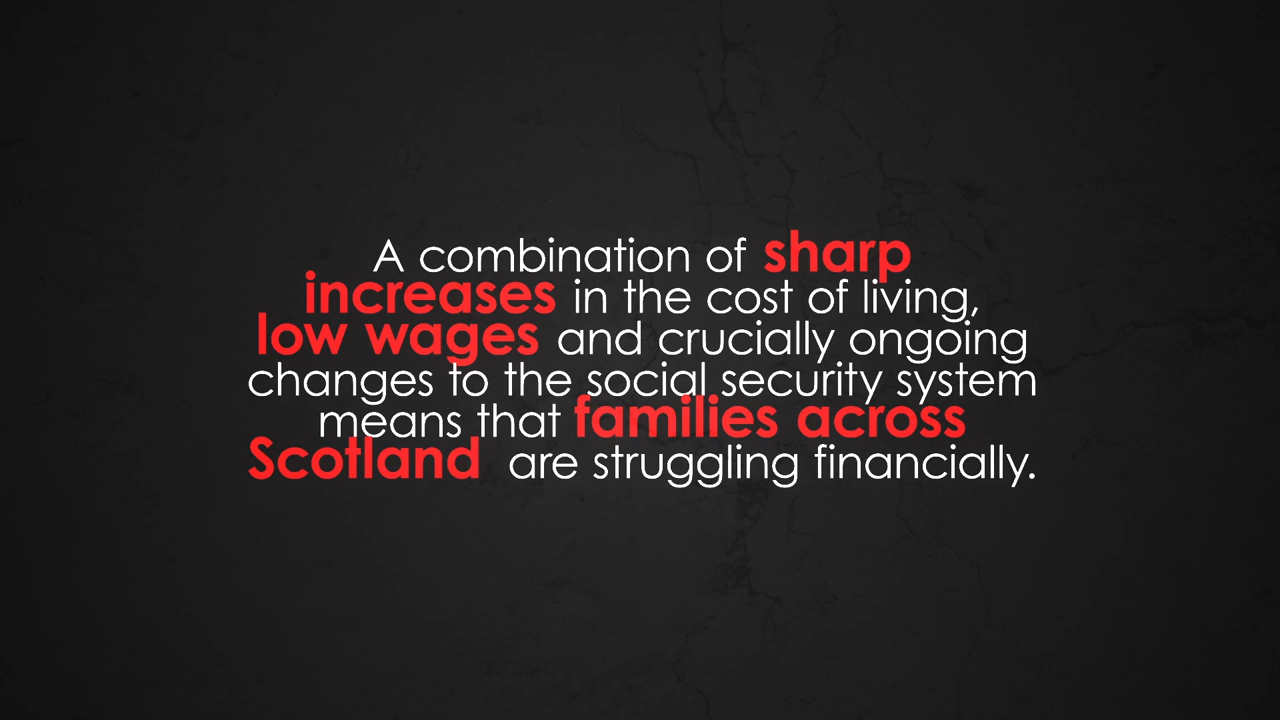 A combination of sharp
increases in the cost of living,
low wages and crucially ongoing
changes to the social security system
means that families across
Scotland are struggling financially.